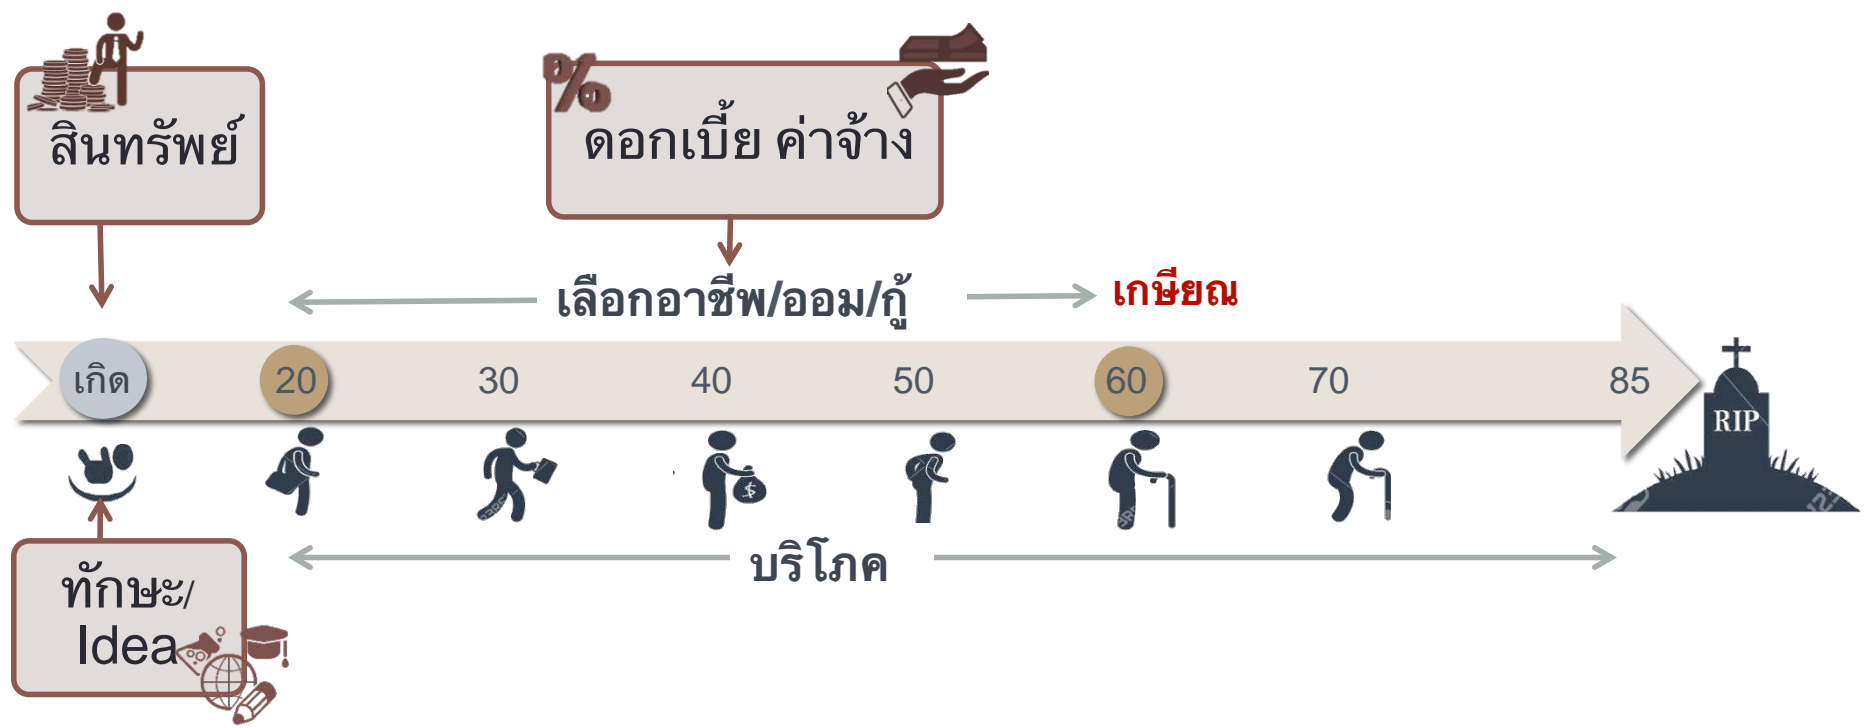 สินทรัพย์
ดอกเบี้ย ค่าจ้าง
เลือกอาชีพ/ออม/กู้
เกษียณ
เกิด 20 30 40 50 60 70 85
RIP
บริโภค
ทักษะ/
Idea